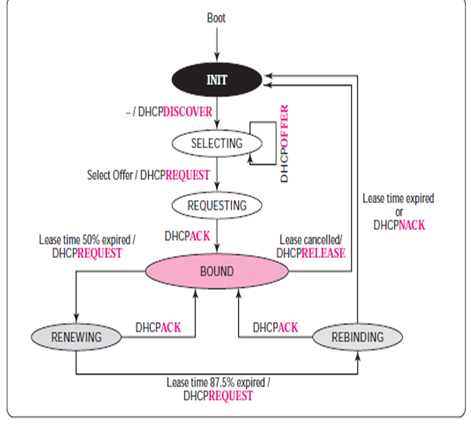 Boot
INIT
– / DHCPDISCOVER
DHCPOFFER
SELECTING
Select Offer / DHCPREQUEST
REQUESTING
Lease time expired
or
DHCPNACK
DHCPACK
Lease time 50% expired /
DHCPREQUEST
Lease cancelled/
DHCPRELEASE
BOUND
RENEWING
DHCPACK
DHCPACK
REBINDING
Lease time 87.5% expired /
DHCPREQUEST